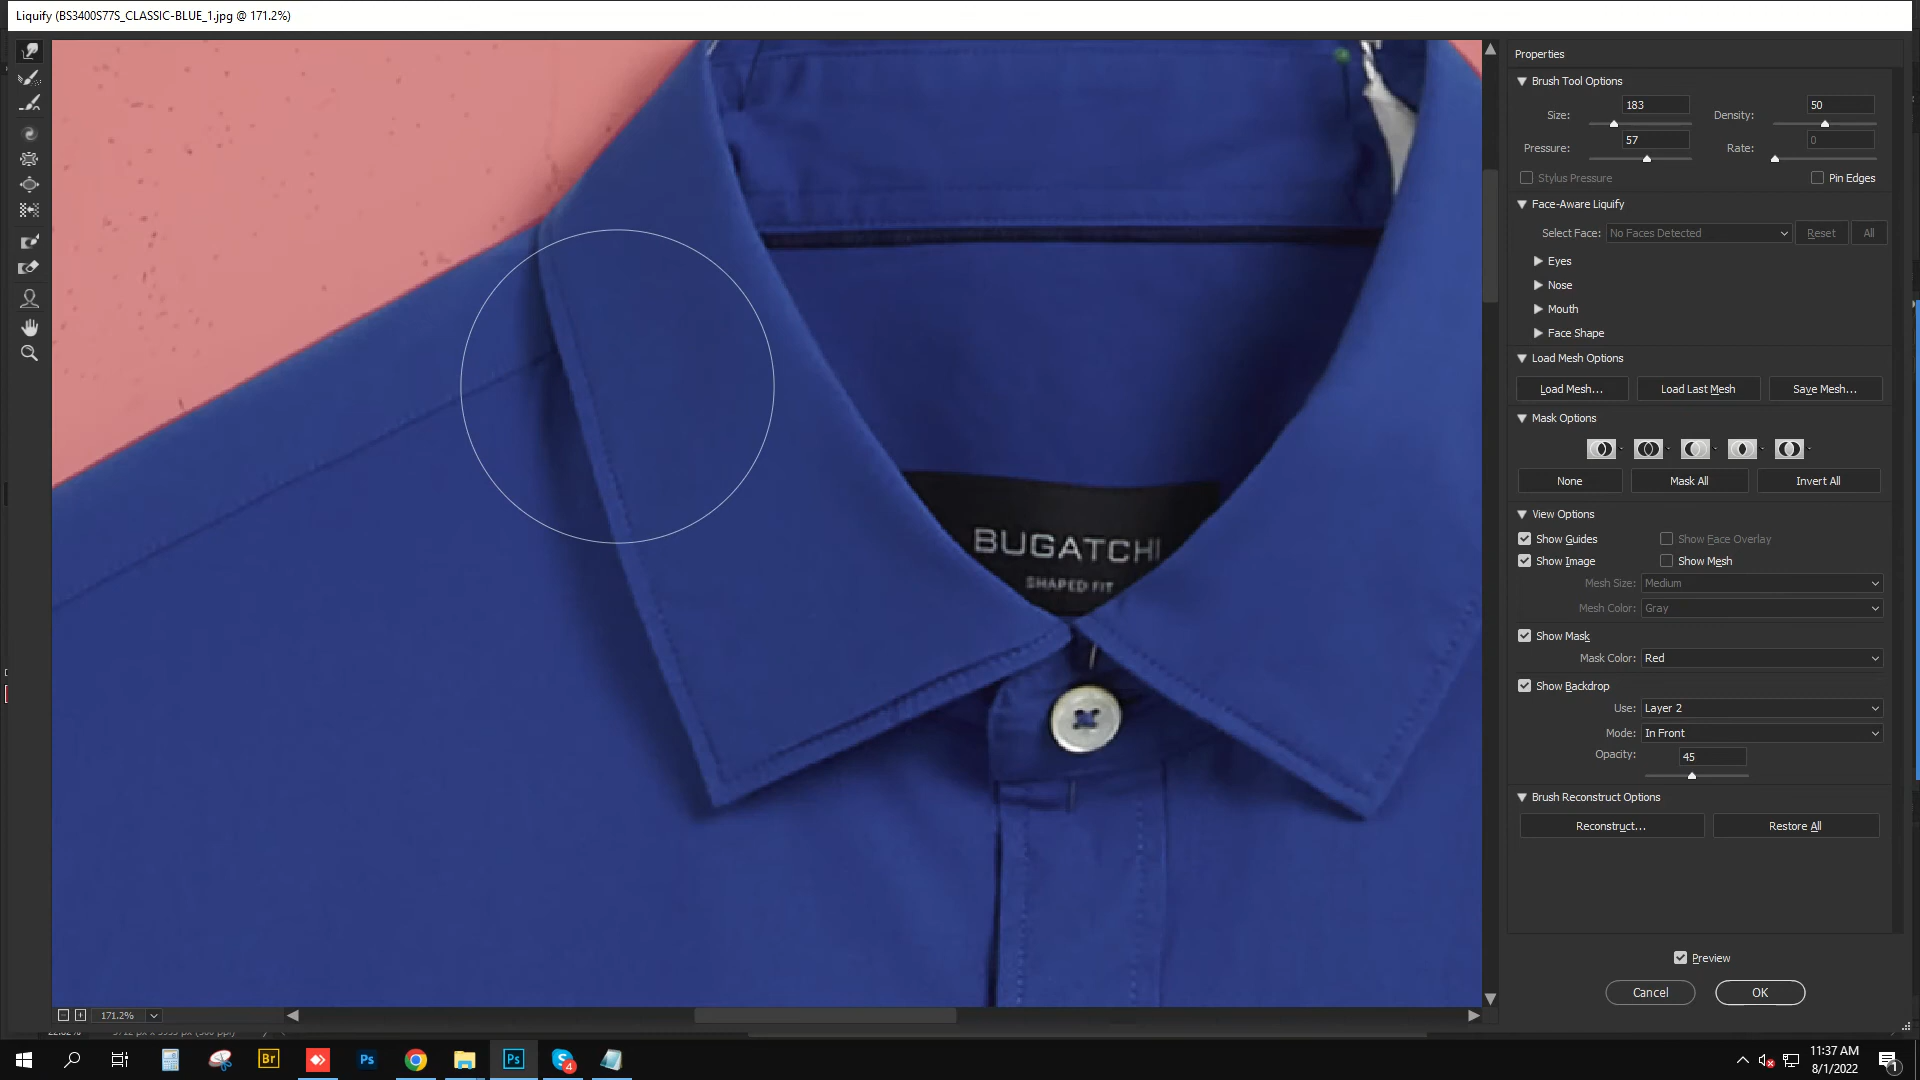 Liquify (BS3400S77S_CLASSIC-BLUE_1.jpg @ 171.2%)
Properties
Brush Tool Options
Size: 183
Density: 50
Pressure: 57
Rate: 0
Stylus Pressure
Pin Edges
Face-Aware Liquify
Select Face: No Faces Detected
Reset
All
Eyes
Nose
Mouth
Face Shape
Load Mesh Options
Load Mesh...
Load Last Mesh
Save Mesh...
Mask Options
None
Mask All
Invert All
View Options
Show Guides
Show Face Overlay
Show Image
Show Mesh
Mesh Size: Medium
Mesh Color: Gray
Show Mask
Mask Color: Red
Show Backdrop
Use: Layer 2
Mode: In Front
Opacity: 45
Brush Reconstruct Options
Reconstruct...
Restore All
Preview
Cancel
OK
BUGATCHI
SHAPED FIT
171.2%
Br
Ps
Ps
4
11:37 AM
8/1/2022
1